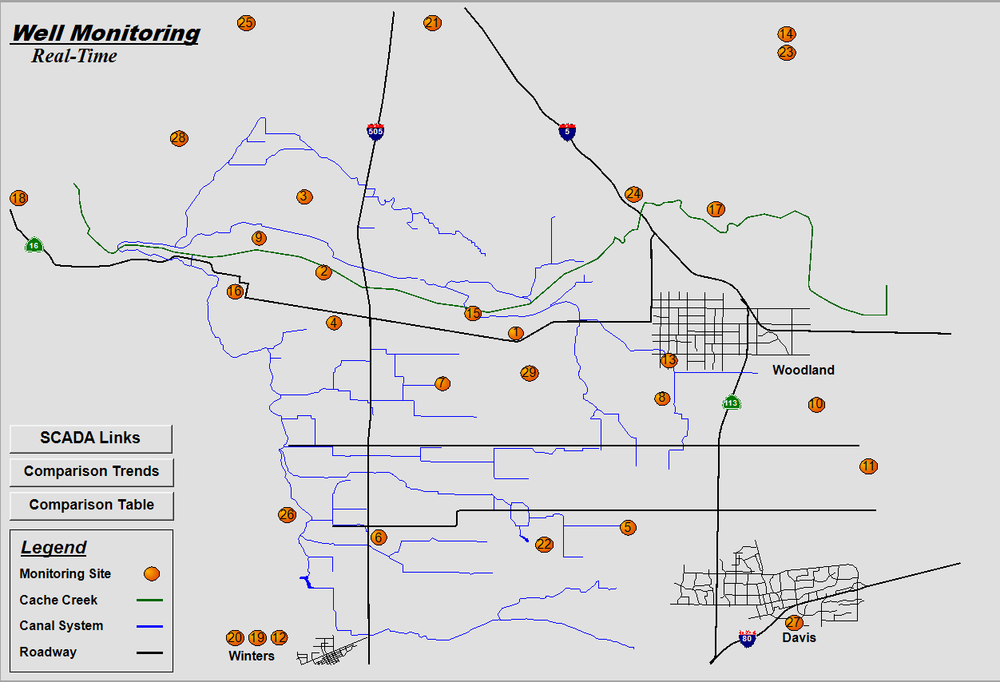 Well Monitoring
Real-Time
25
21
14
23
505
5
28
18
3
24
17
16
9
2
16
15
4
1
13
Woodland
29
7
8
113
10
11
SCADA Links
Comparison Trends
Comparison Table
26
6
22
5
Legend
Monitoring Site
Cache Creek
Canal System
Roadway
20 19 12
Winters
27
80
Davis